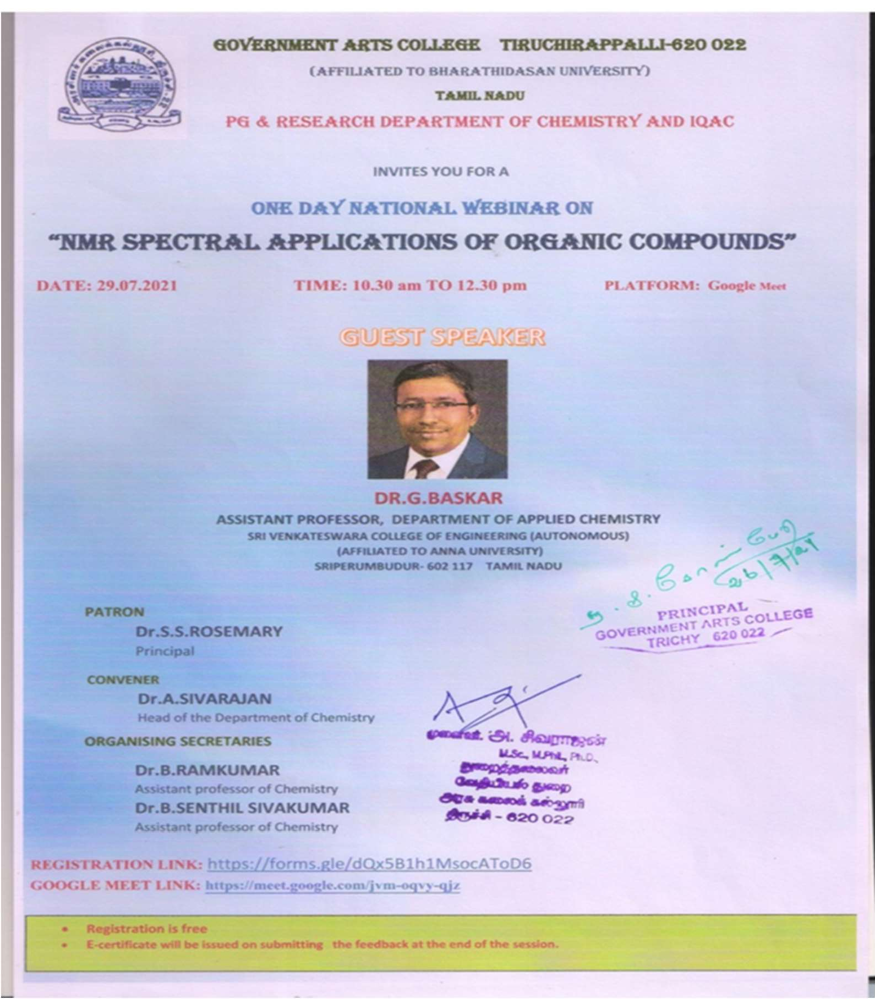 GOVERNMENT ARTS COLLEGE TIRUCHIRAPPALLI-620 022
(AFFILIATED TO BHARATHIDASAN UNIVERSITY)
TAMIL NADU
PG & RESEARCH DEPARTMENT OF CHEMISTRY AND IQAC
INVITES YOU FOR A
ONE DAY NATIONAL WEBINAR ON
“NMR SPECTRAL APPLICATIONS OF ORGANIC COMPOUNDS”
DATE: 29.07.2021 TIME: 10.30 am TO 12.30 pm PLATFORM: Google Meet
GUEST SPEAKER
DR.G.BASKAR
ASSISTANT PROFESSOR, DEPARTMENT OF APPLIED CHEMISTRY
SRI VENKATESWARA COLLEGE OF ENGINEERING (AUTONOMOUS)
(AFFILIATED TO ANNA UNIVERSITY)
SRIPERUMBUDUR- 602 117 TAMIL NADU
26/7/21
PRINCIPAL
GOVERNMENT ARTS COLLEGE
TRICHY 620 022
PATRON
Dr.S.S.ROSEMARY
Principal
CONVENER
Dr.A.SIVARAJAN
Head of the Department of Chemistry
ORGANISING SECRETARIES
Dr.B.RAMKUMAR
Assistant professor of Chemistry
Dr.B.SENTHIL SIVAKUMAR
Assistant professor of Chemistry
முனைவர். அ. சிவராஜன்
M.Sc., M.Phil., Ph.D.,
துறைத்தலைவர்
வேதியியல் துறை
அரசு கலைக் கல்லூரி
திருச்சி - 620 022
REGISTRATION LINK: https://forms.gle/dQx5B1h1MsocAToD6
GOOGLE MEET LINK: https://meet.google.com/jvm-oqvy-qjz
• Registration is free
• E-certificate will be issued on submitting the feedback at the end of the session.